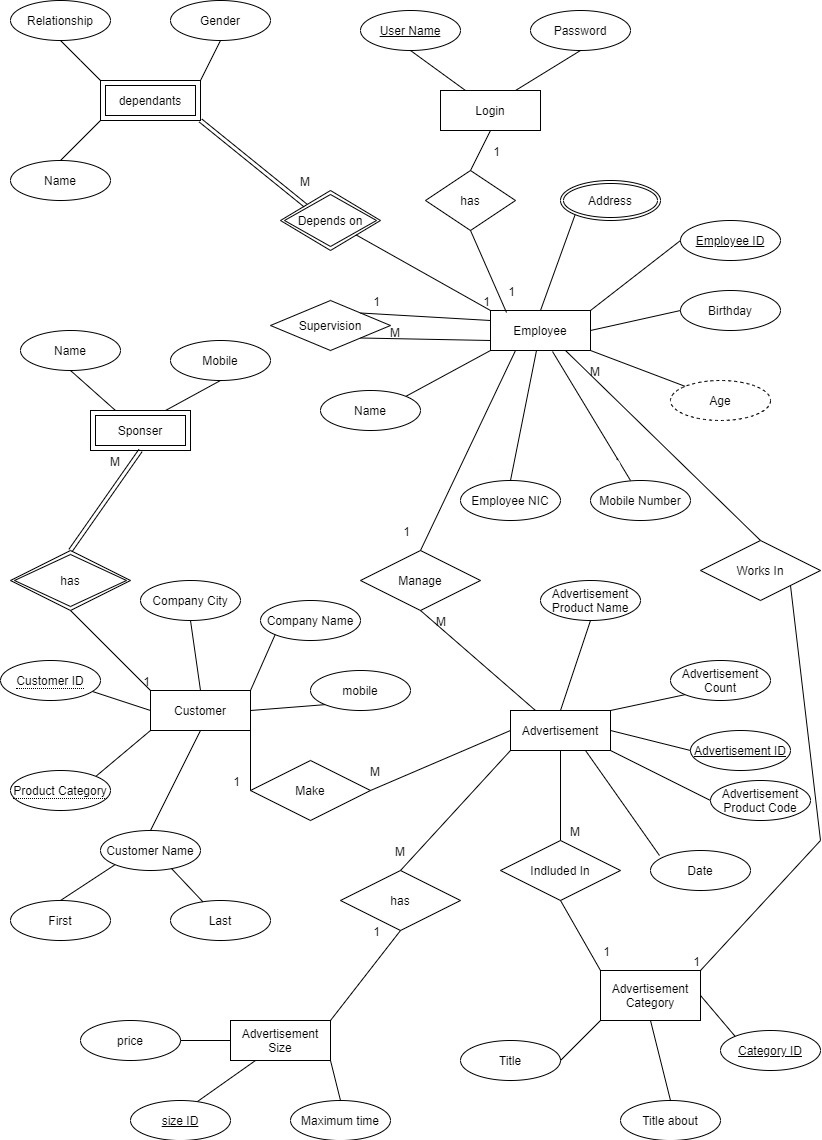 Relationship
Gender
User Name
Password
dependants
Login
1
Name
M
has
Address
Depends on
Employee ID
1
1
1
Birthday
Supervision
M
Employee
Name
Mobile
M
Age
Name
Sponser
M
Employee NIC
Mobile Number
1
has
Manage
Works In
Company City
Advertisement
Product Name
Company Name
M
Customer ID
1
mobile
Advertisement
Count
Customer
Advertisement
Advertisement ID
Product Category
1
Make
M
Advertisement
Product Code
M
M
Customer Name
Indluded In
Date
has
First
Last
1
1
1
Advertisement
Category
price
Advertisement
Size
Title
Category ID
size ID
Maximum time
Title about